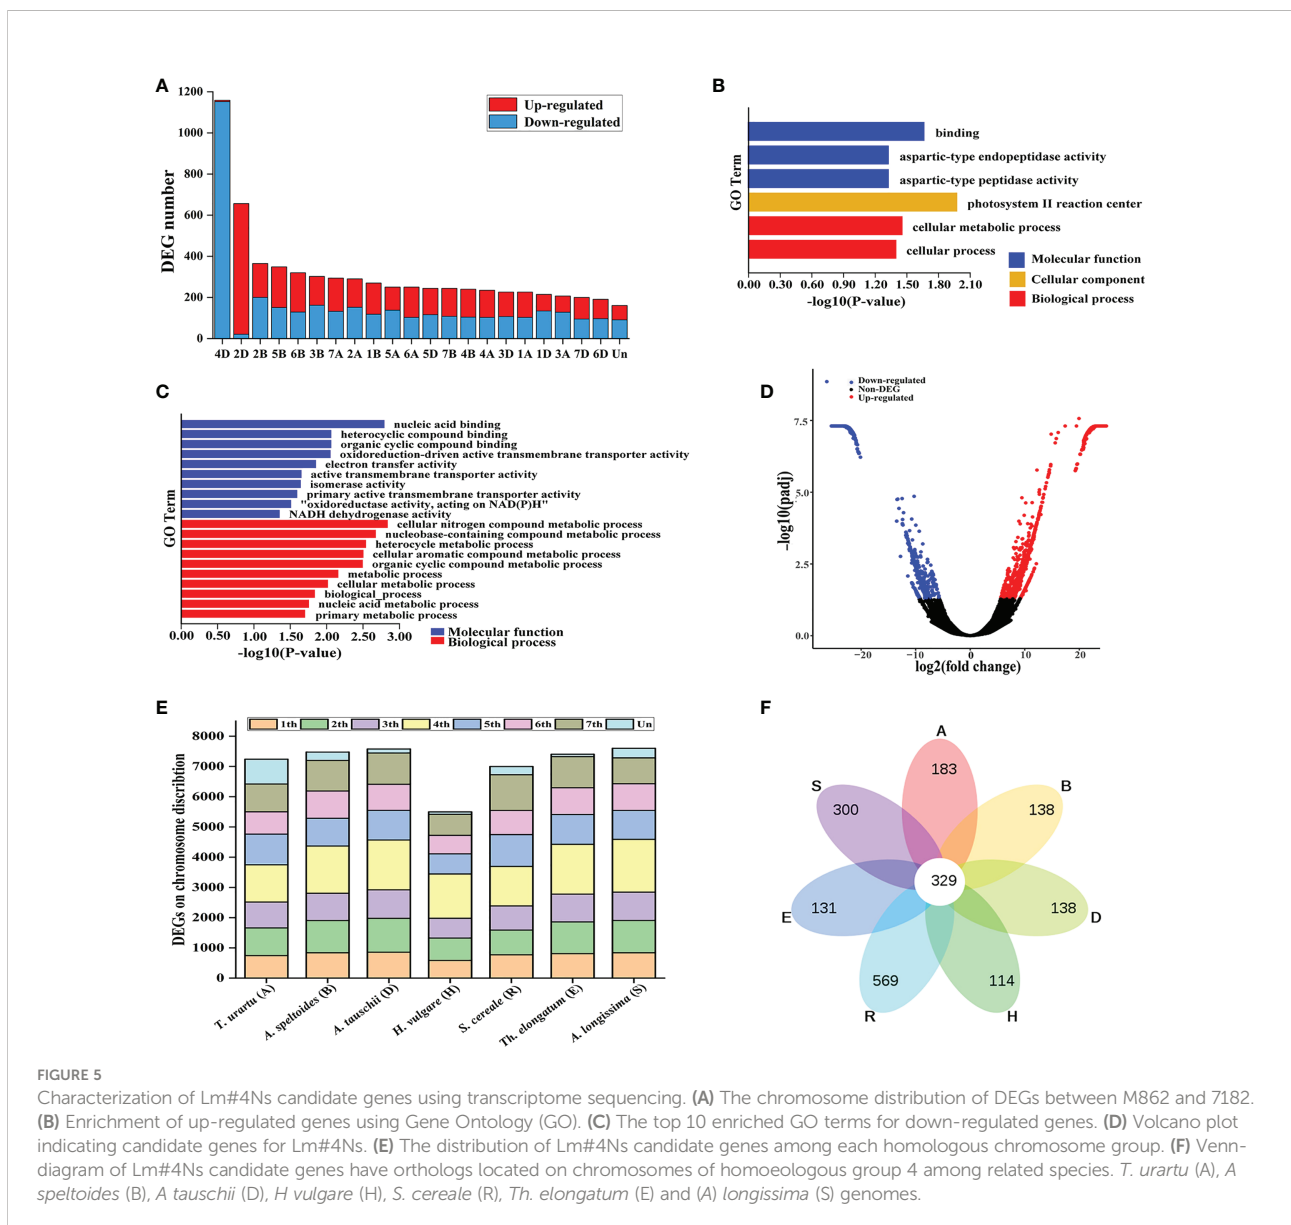 A
1200
1000
800
600
400
200
0
DEG number
Up-regulated
Down-regulated
4D 2D 2B 5B 6B 3B 7A 2A 1B 5A 6A 5D 7B 4B 4A 3D 1A 1D 3A 7D 6D Un
B
GO Term
binding
aspartic-type endopeptidase activity
aspartic-type peptidase activity
photosystem II reaction center
cellular metabolic process
cellular process
Molecular function
Cellular component
Biological process
0.00 0.30 0.60 0.90 1.20 1.50 1.80 2.10
-log10(P-value)
C
GO Term
nucleic acid binding
heterocyclic compound binding
organic cyclic compound binding
oxidoreduction-driven active transmembrane transporter activity
electron transfer activity
active transmembrane transporter activity
isomerase activity
primary active transmembrane transporter activity
"oxidoreductase activity, acting on NAD(P)H"
NADH dehydrogenase activity
cellular nitrogen compound metabolic process
nucleobase-containing compound metabolic process
heterocycle metabolic process
cellular aromatic compound metabolic process
organic cyclic compound metabolic process
metabolic process
cellular metabolic process
biological_process
nucleic acid metabolic process
primary metabolic process
0.00 0.50 1.00 1.50 2.00 2.50 3.00
-log10(P-value)
Molecular function
Biological process
D
Down-regulated
Non-DEG
Up-regulated
7.5
5.0
2.5
0.0
-log10(padj)
-20 -10 0 10 20
log2(fold change)
E
1th 2th 3th 4th 5th 6th 7th Un
8000
7000
6000
5000
4000
3000
2000
1000
0
DEGs on chromosome discribtion
T. urartu (A)
A. speltoides (B)
A. tauschii (D)
H. vulgare (H)
S. cereale (R)
Th. elongatum (E)
A. longissima (S)
F
A
183
B
138
D
138
H
114
R
569
E
131
S
300
329
FIGURE 5
Characterization of Lm#4Ns candidate genes using transcriptome sequencing. (A) The chromosome distribution of DEGs between M862 and 7182.
(B) Enrichment of up-regulated genes using Gene Ontology (GO). (C) The top 10 enriched GO terms for down-regulated genes. (D) Volcano plot
indicating candidate genes for Lm#4Ns. (E) The distribution of Lm#4Ns candidate genes among each homologous chromosome group. (F) Venn-
diagram of Lm#4Ns candidate genes have orthologs located on chromosomes of homoeologous group 4 among related species. T. urartu (A), A
speltoides (B), A tauschii (D), H vulgare (H), S. cereale (R), Th. elongatum (E) and (A) longissima (S) genomes.